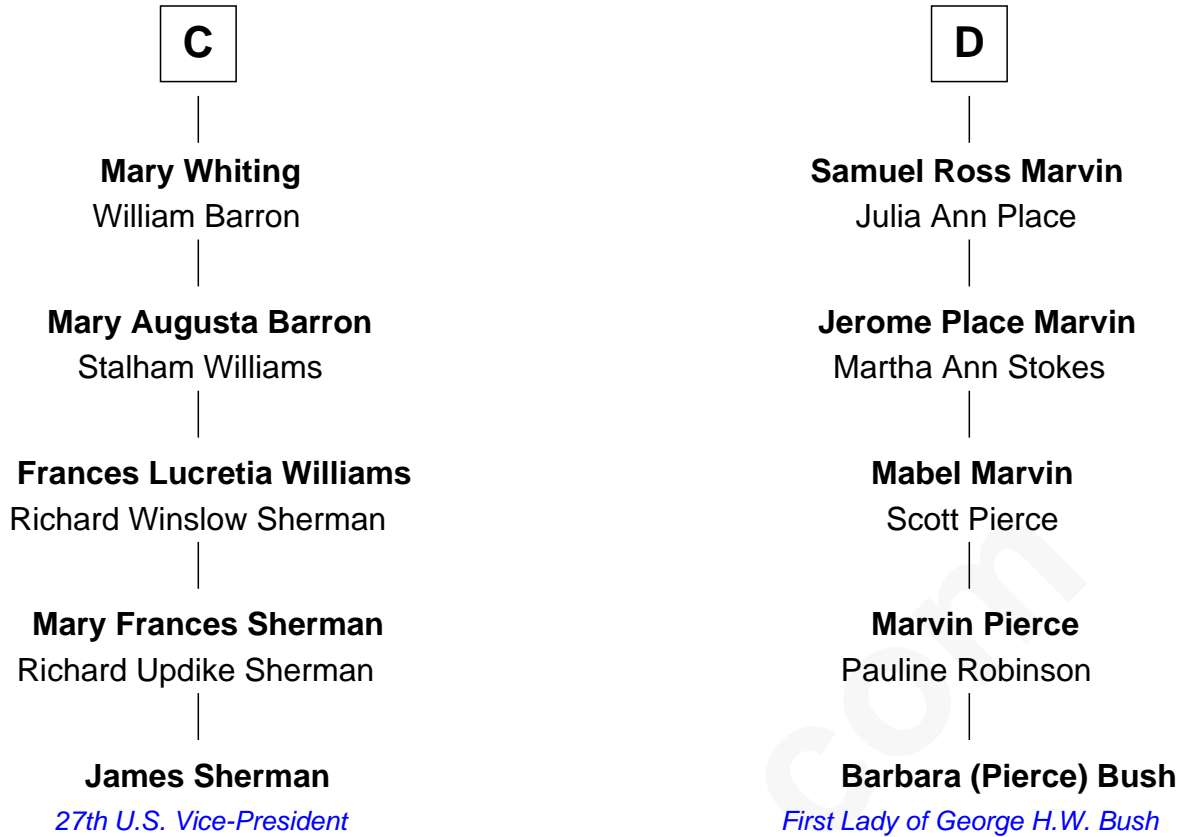 C
Mary Whiting
William Barron
Mary Augusta Barron
Stalham Williams
Frances Lucretia Williams
Richard Winslow Sherman
Mary Frances Sherman
Richard Updike Sherman
James Sherman
27th U.S. Vice-President
D
Samuel Ross Marvin
Julia Ann Place
Jerome Place Marvin
Martha Ann Stokes
Mabel Marvin
Scott Pierce
Marvin Pierce
Pauline Robinson
Barbara (Pierce) Bush
First Lady of George H.W. Bush
com